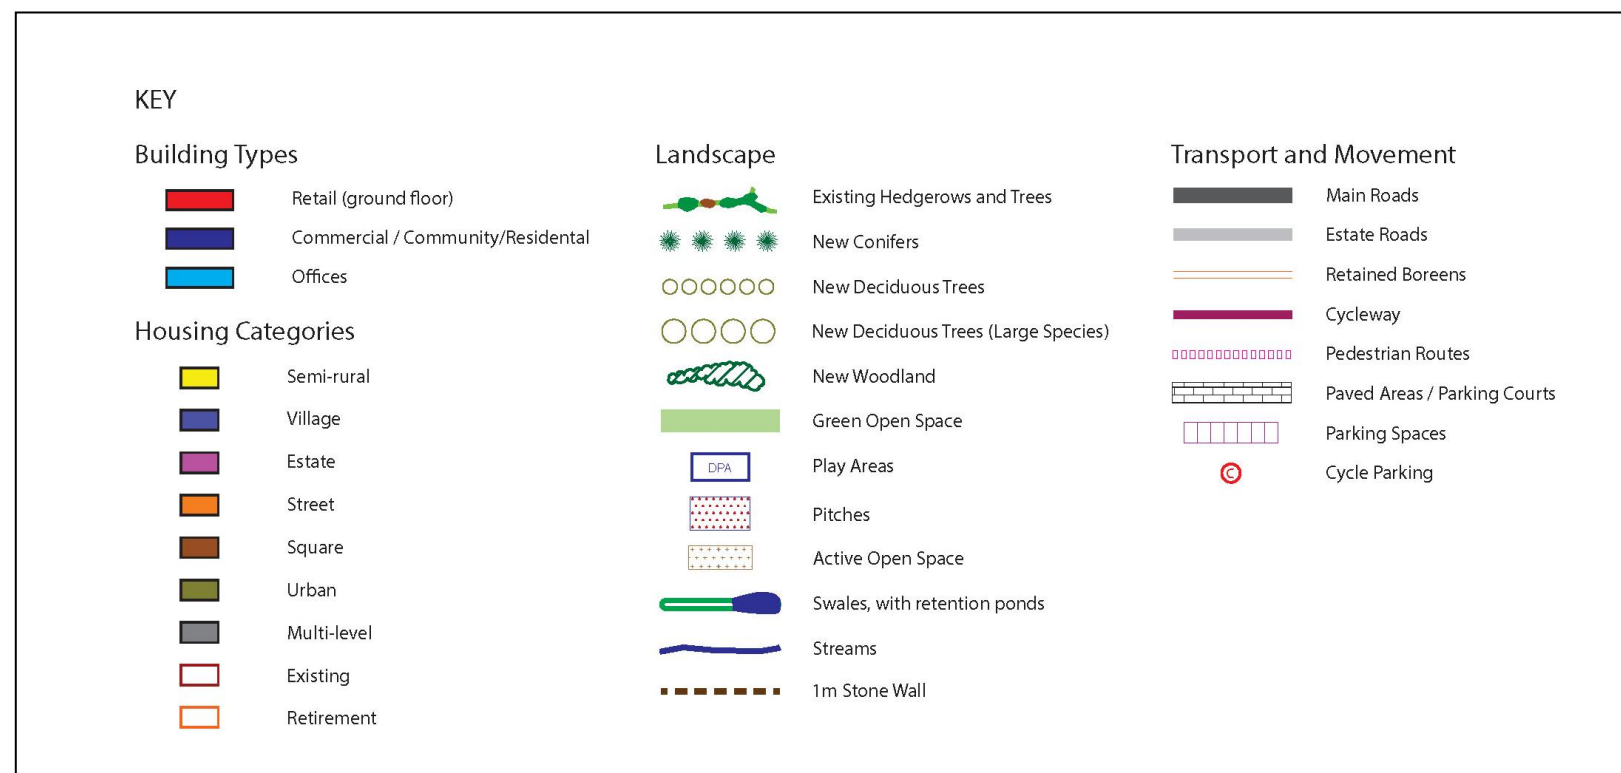 KEY
Building Types
Retail (ground floor)
Commercial / Community/Residental
Offices
Housing Categories
Semi-rural
Village
Estate
Street
Square
Urban
Multi-level
Existing
Retirement
Landscape
Existing Hedgerows and Trees
New Conifers
New Deciduous Trees
New Deciduous Trees (Large Species)
New Woodland
Green Open Space
DPA
Play Areas
Pitches
Active Open Space
Swales, with retention ponds
Streams
1m Stone Wall
Transport and Movement
Main Roads
Estate Roads
Retained Boreens
Cycleway
Pedestrian Routes
Paved Areas / Parking Courts
Parking Spaces
C
Cycle Parking